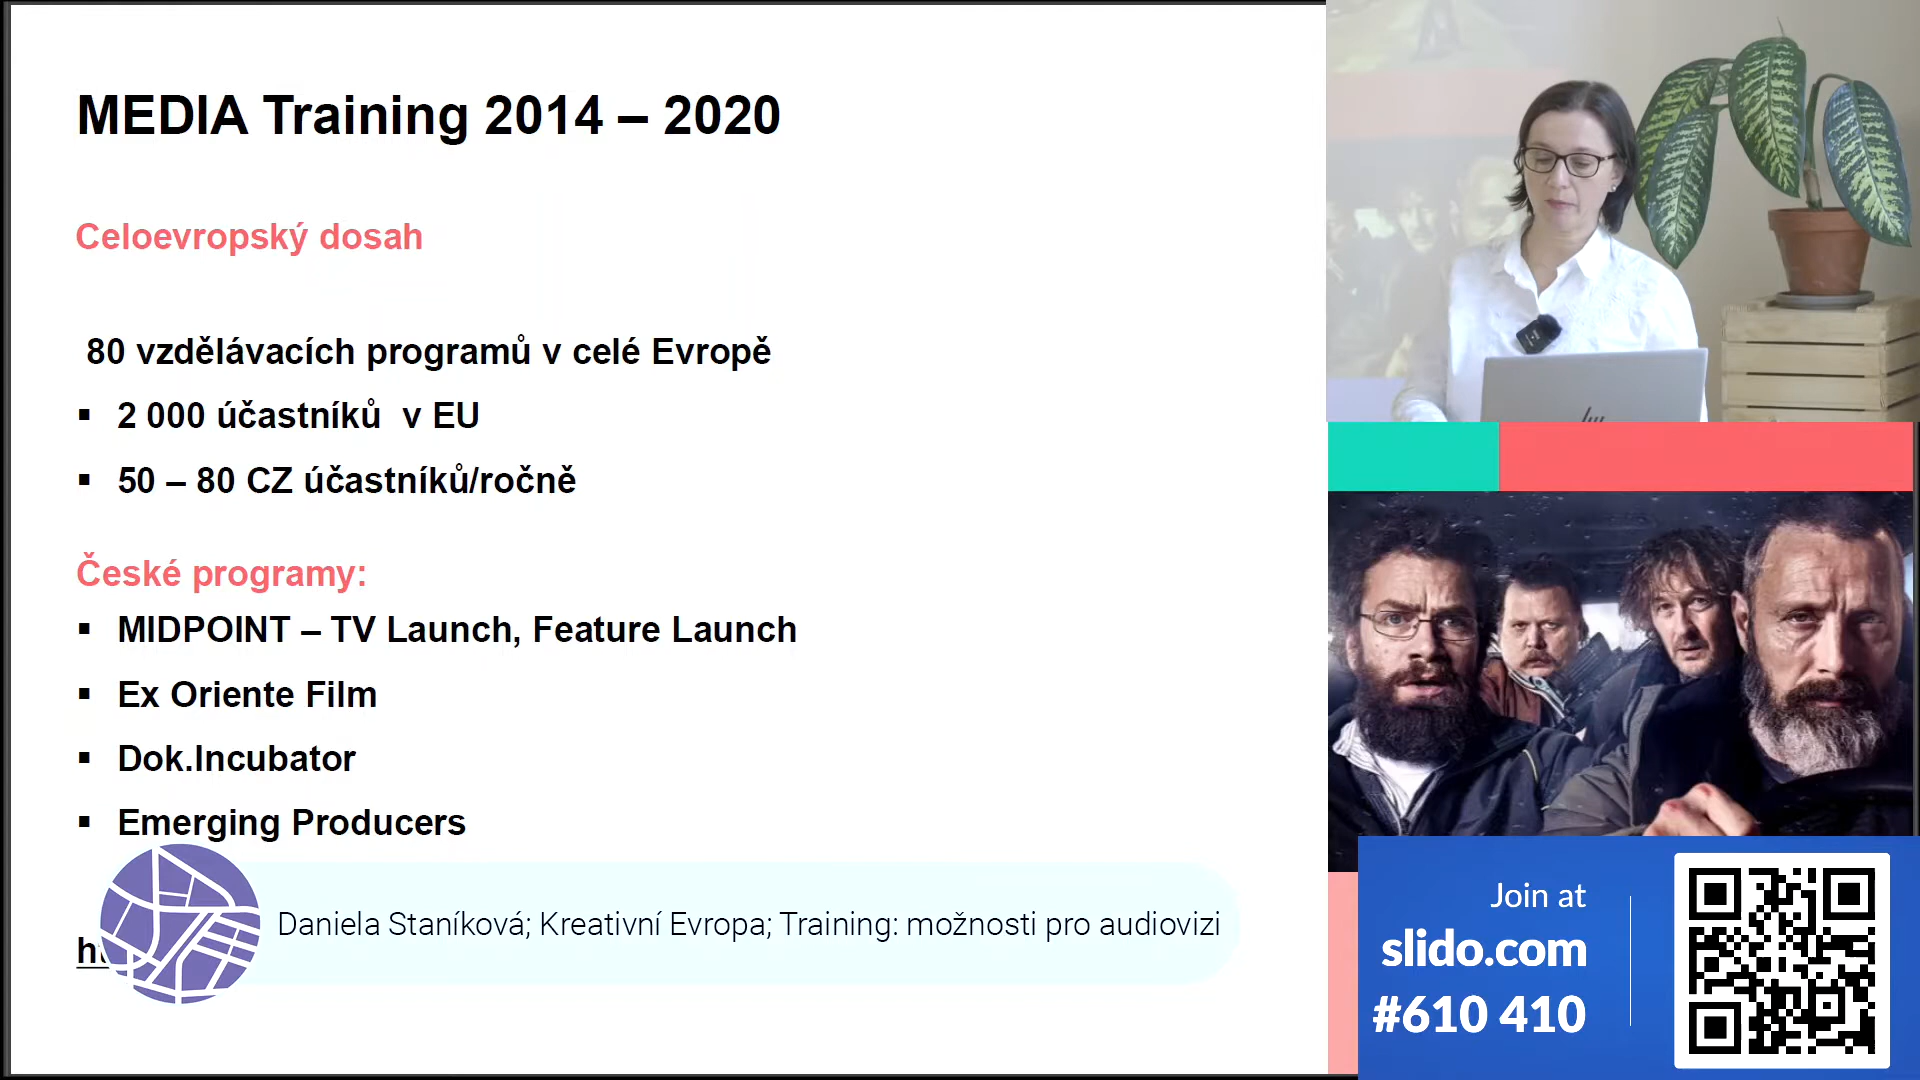 MEDIA Training 2014 – 2020
Celoevropský dosah
80 vzdělávacích programů v celé Evropě
▪ 2 000 účastníků v EU
▪ 50 – 80 CZ účastníků/ročně
České programy:
▪ MIDPOINT – TV Launch, Feature Launch
▪ Ex Oriente Film
▪ Dok.Incubator
▪ Emerging Producers
Daniela Staníková; Kreativní Evropa; Training: možnosti pro audiovizi
Join at
slido.com
#610 410